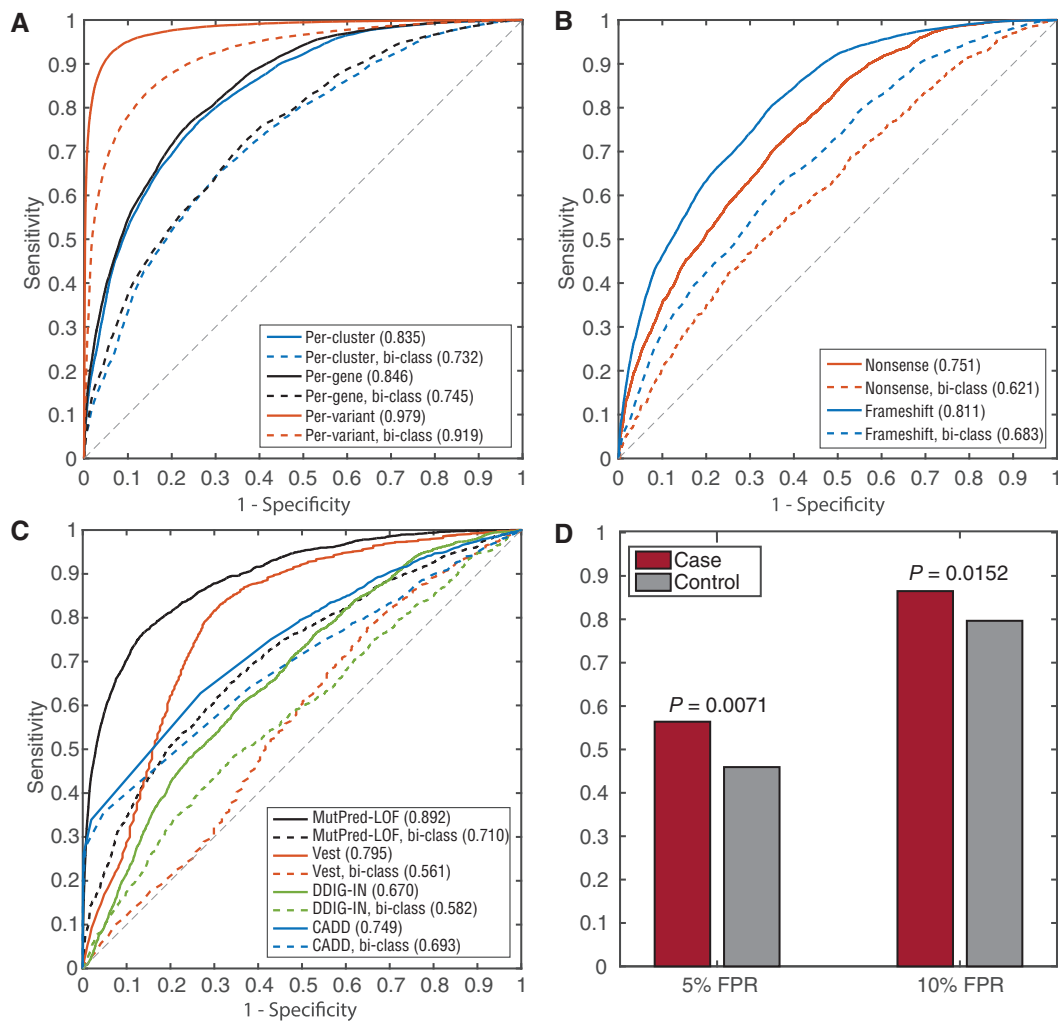 A
1
0.9
0.8
0.7
0.6
0.5
0.4
0.3
0.2
0.1
0
Sensitivity
0.1 0.2 0.3 0.4 0.5 0.6 0.7 0.8 0.9 1
1 - Specificity
Per-cluster (0.835)
Per-cluster, bi-class (0.732)
Per-gene (0.846)
Per-gene, bi-class (0.745)
Per-variant (0.979)
Per-variant, bi-class (0.919)
B
1
0.9
0.8
0.7
0.6
0.5
0.4
0.3
0.2
0.1
0
Sensitivity
0 0.1 0.2 0.3 0.4 0.5 0.6 0.7 0.8 0.9 1
1 - Specificity
Nonsense (0.751)
Nonsense, bi-class (0.621)
Frameshift (0.811)
Frameshift, bi-class (0.683)
C
1
0.9
0.8
0.7
0.6
0.5
0.4
0.3
0.2
0.1
0
Sensitivity
0 0.1 0.2 0.3 0.4 0.5 0.6 0.7 0.8 0.9 1
1 - Specificity
MutPred-LOF (0.892)
MutPred-LOF, bi-class (0.710)
Vest (0.795)
Vest, bi-class (0.561)
DDIG-IN (0.670)
DDIG-IN, bi-class (0.582)
CADD (0.749)
CADD, bi-class (0.693)
D
1
0.9
0.8
0.7
0.6
0.5
0.4
0.3
0.2
0.1
0
Case
Control
P = 0.0071
P = 0.0152
5% FPR
10% FPR